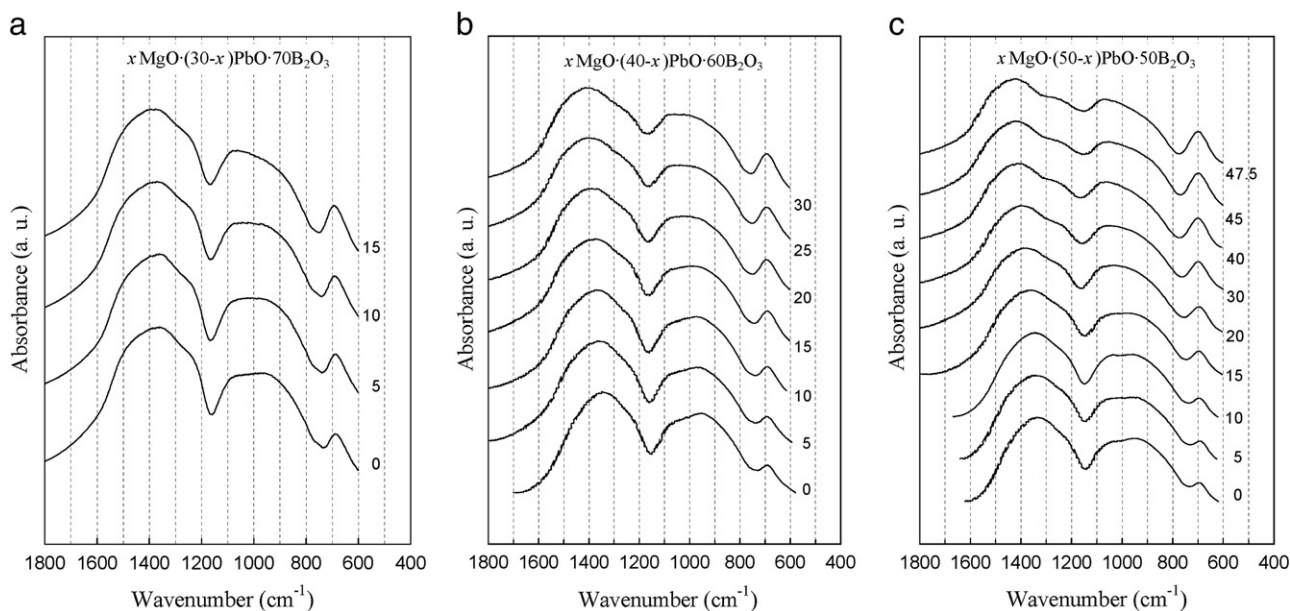 a
xMgO·(30-x)PbO·70B₂O₃
15
10
5
0
Absorbance (a. u.)
1800 1600 1400 1200 1000 800 600 400
Wavenumber (cm⁻¹)
b
xMgO·(40-x)PbO·60B₂O₃
30
25
20
15
10
5
0
Absorbance (a. u.)
1800 1600 1400 1200 1000 800 600 400
Wavenumber (cm⁻¹)
c
xMgO·(50-x)PbO·50B₂O₃
47.5
45
40
30
20
15
10
5
0
Absorbance (a. u.)
1800 1600 1400 1200 1000 800 600 400
Wavenumber (cm⁻¹)